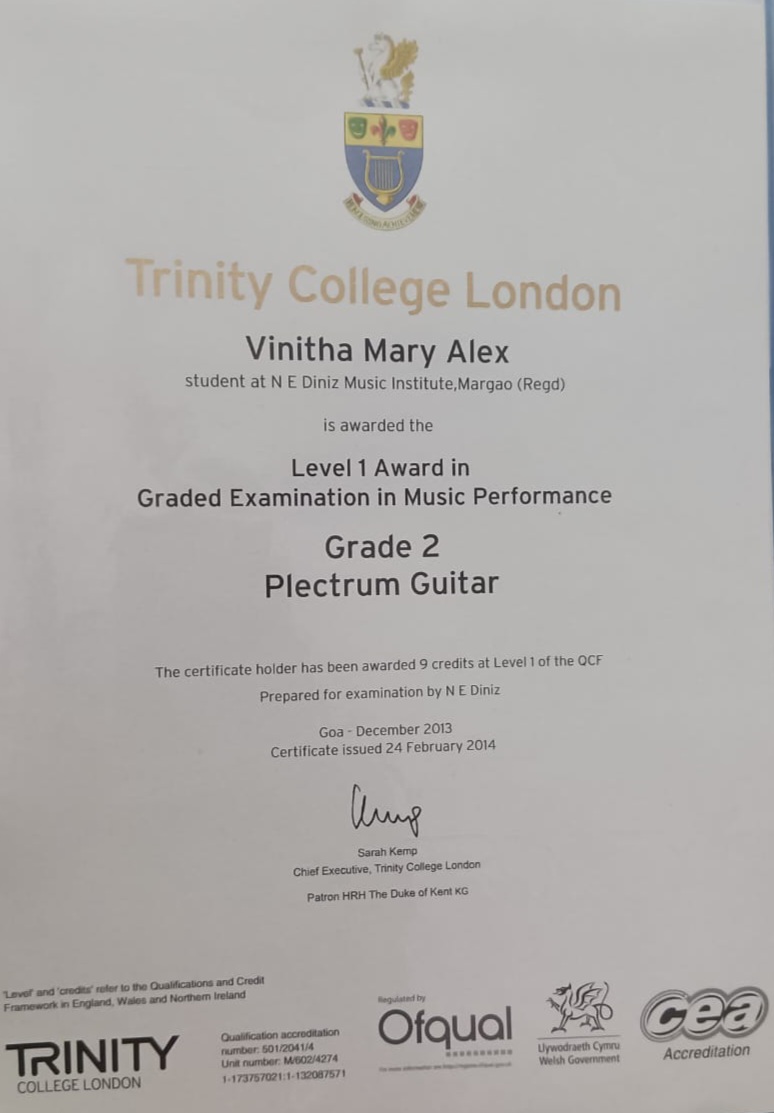 Trinity College London
Vinitha Mary Alex
student at N E Diniz Music Institute,Margao (Regd)
is awarded the
Level 1 Award in
Graded Examination in Music Performance
Grade 2
Plectrum Guitar
The certificate holder has been awarded 9 credits at Level 1 of the QCF
Prepared for examination by N E Diniz
Goa - December 2013
Certificate issued 24 February 2014
Sarah Kemp
Chief Executive, Trinity College London
Patron HRH The Duke of Kent KG
'Level' and 'credits' refer to the Qualifications and Credit
Framework in England, Wales and Northern Ireland
TRINITY
COLLEGE LONDON
Qualification accreditation
number: 501/2041/4
Unit number: M/602/4274
1-173757021:1-132087571
Regulated by
Ofqual
Llywodraeth Cymru
Welsh Government
cea
Accreditation